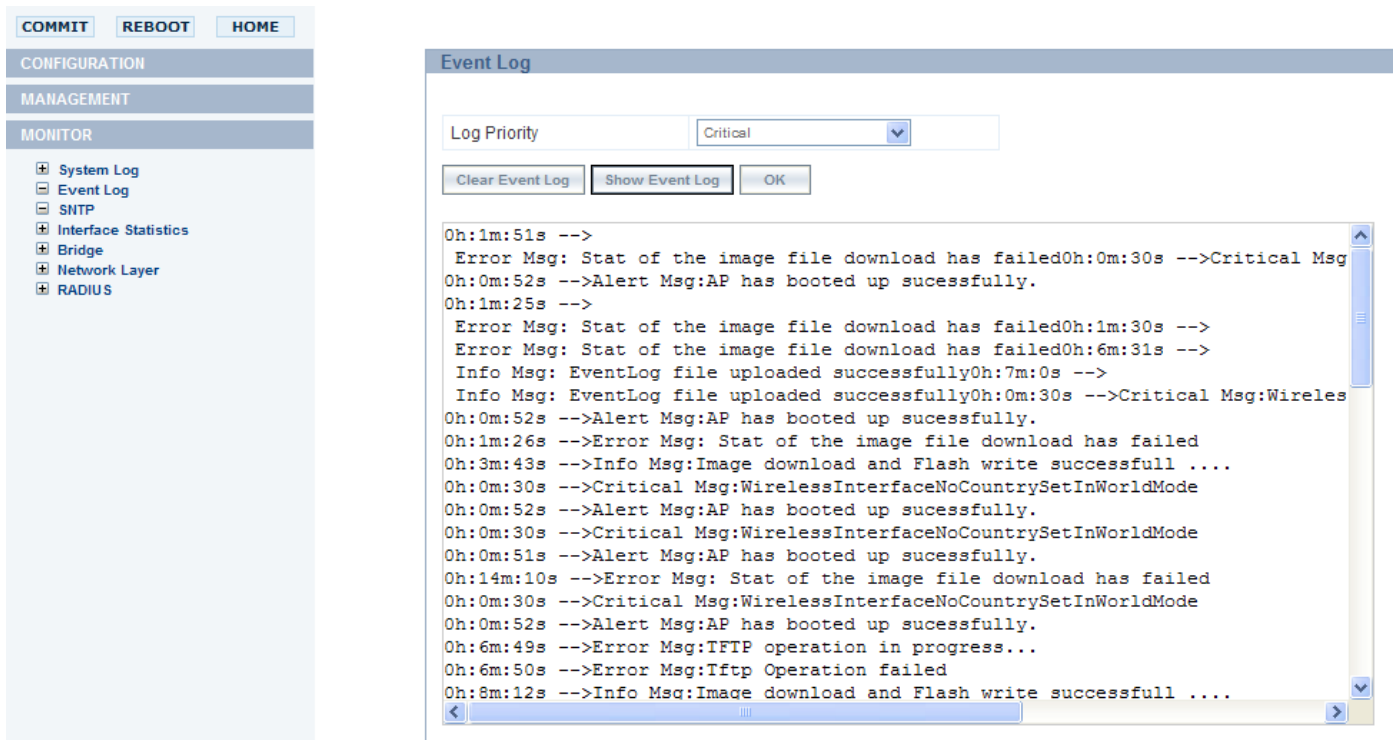 COMMIT REBOOT HOME
CONFIGURATION
MANAGEMENT
MONITOR
System Log
Event Log
SNTP
Interface Statistics
Bridge
Network Layer
RADIUS
Event Log
Log Priority Critical
Clear Event Log Show Event Log OK
0h:1m:51s -->
Error Msg: Stat of the image file download has failed0h:0m:30s -->Critical Msg
0h:0m:52s -->Alert Msg:AP has booted up sucessfully.
0h:1m:25s -->
Error Msg: Stat of the image file download has failed0h:1m:30s -->
Error Msg: Stat of the image file download has failed0h:6m:31s -->
Info Msg: EventLog file uploaded successfully0h:7m:0s -->
Info Msg: EventLog file uploaded successfully0h:0m:30s -->Critical Msg:Wireles
0h:0m:52s -->Alert Msg:AP has booted up sucessfully.
0h:1m:26s -->Error Msg: Stat of the image file download has failed
0h:3m:43s -->Info Msg:Image download and Flash write successfull ....
0h:0m:30s -->Critical Msg:WirelessInterfaceNoCountrySetInWorldMode
0h:0m:52s -->Alert Msg:AP has booted up sucessfully.
0h:0m:30s -->Critical Msg:WirelessInterfaceNoCountrySetInWorldMode
0h:0m:51s -->Alert Msg:AP has booted up sucessfully.
0h:14m:10s -->Error Msg: Stat of the image file download has failed
0h:0m:30s -->Critical Msg:WirelessInterfaceNoCountrySetInWorldMode
0h:0m:52s -->Alert Msg:AP has booted up sucessfully.
0h:6m:49s -->Error Msg:TFTP operation in progress...
0h:6m:50s -->Error Msg:Tftp Operation failed
0h:8m:12s -->Info Msg:Image download and Flash write successfull ....